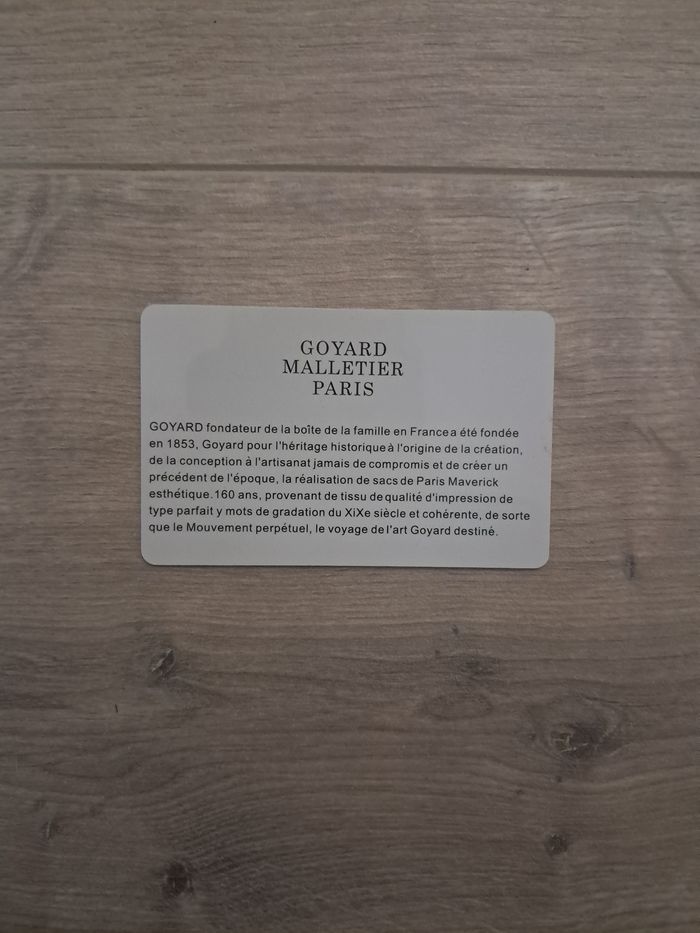 GOYARD
MALLETIER
PARIS
GOYARD fondateur de la boîte de la famille en Francea été fondée
en 1853, Goyard pour l'héritage historique à l'origine de la création,
de la conception à l'artisanat jamais de compromis et de créer un
précédent de l'époque, la réalisation de sacs de Paris Maverick
esthétique.160 ans, provenant de tissu de qualité d'impression de
type parfait y mots de gradation du XiXe siècle et cohérente, de sorte
que le Mouvement perpétuel, le voyage de l'art Goyard destiné.